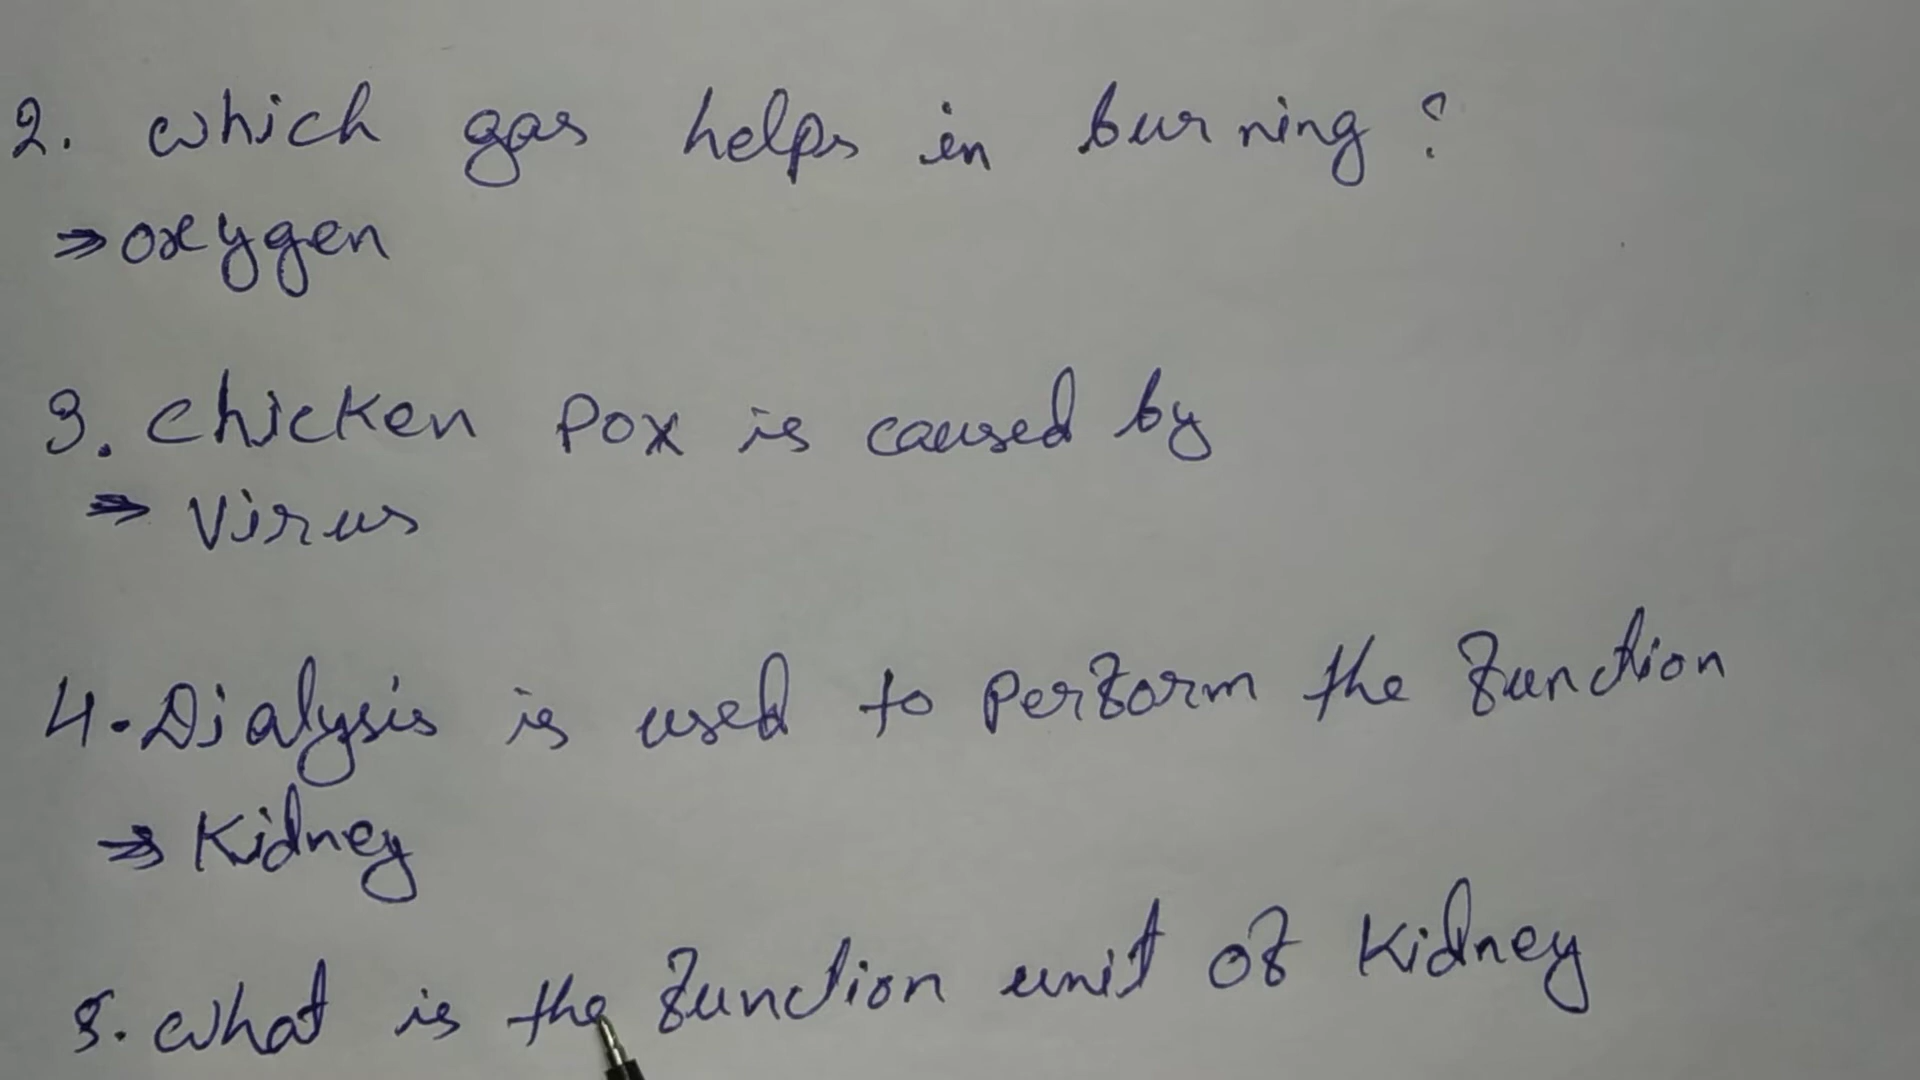 2. which gas helps in burning?
⇒ oxygen
3. chicken Pox is caused by
⇒ Virus
4. Dialysis is used to Perform the function
⇒ Kidney
5. what is the function unit of Kidney